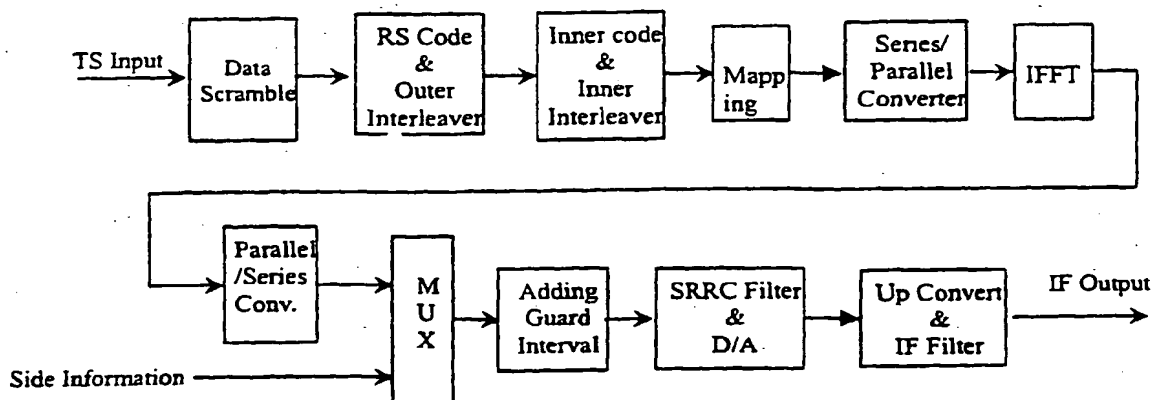 TS Input
Data
Scramble
RS Code
&
Outer
Interleaver
Inner code
&
Inner
Interleaver
Mapp
ing
Series/
Parallel
Converter
IFFT
Parallel
/Series
Conv.
M
U
X
Adding
Guard
Interval
SRRC Filter
&
D/A
Up Convert
&
IF Filter
IF Output
Side Information